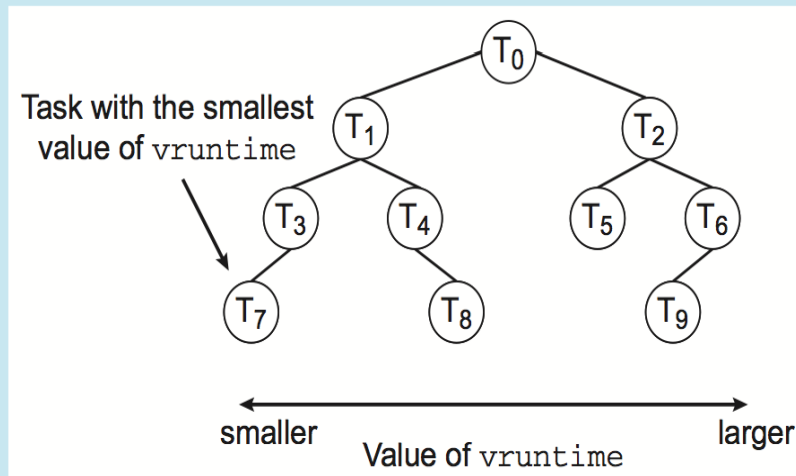 T0
Task with the smallest
value of vruntime
T1
T2
T3
T4
T5
T6
T7
T8
T9
smaller
larger
Value of vruntime